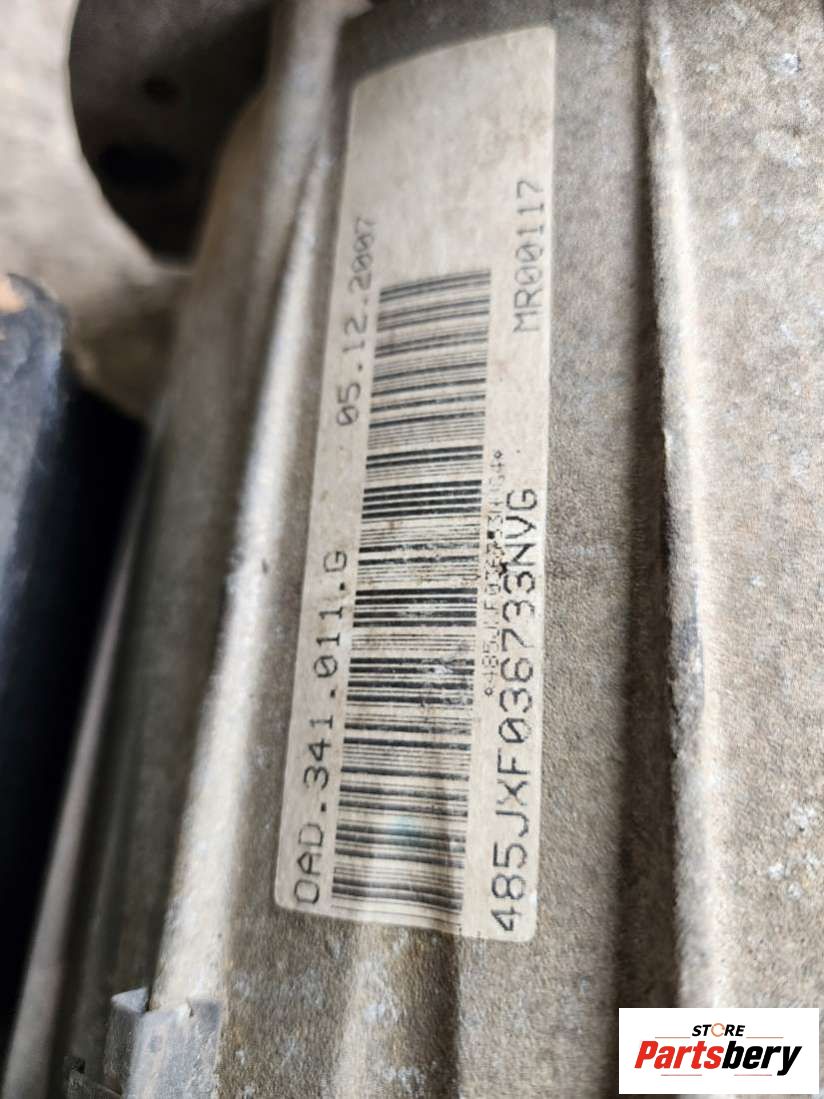 0AD.341.011.G 05.12.2007
485JXF036733NVG MR00117
STORE
Partsbery